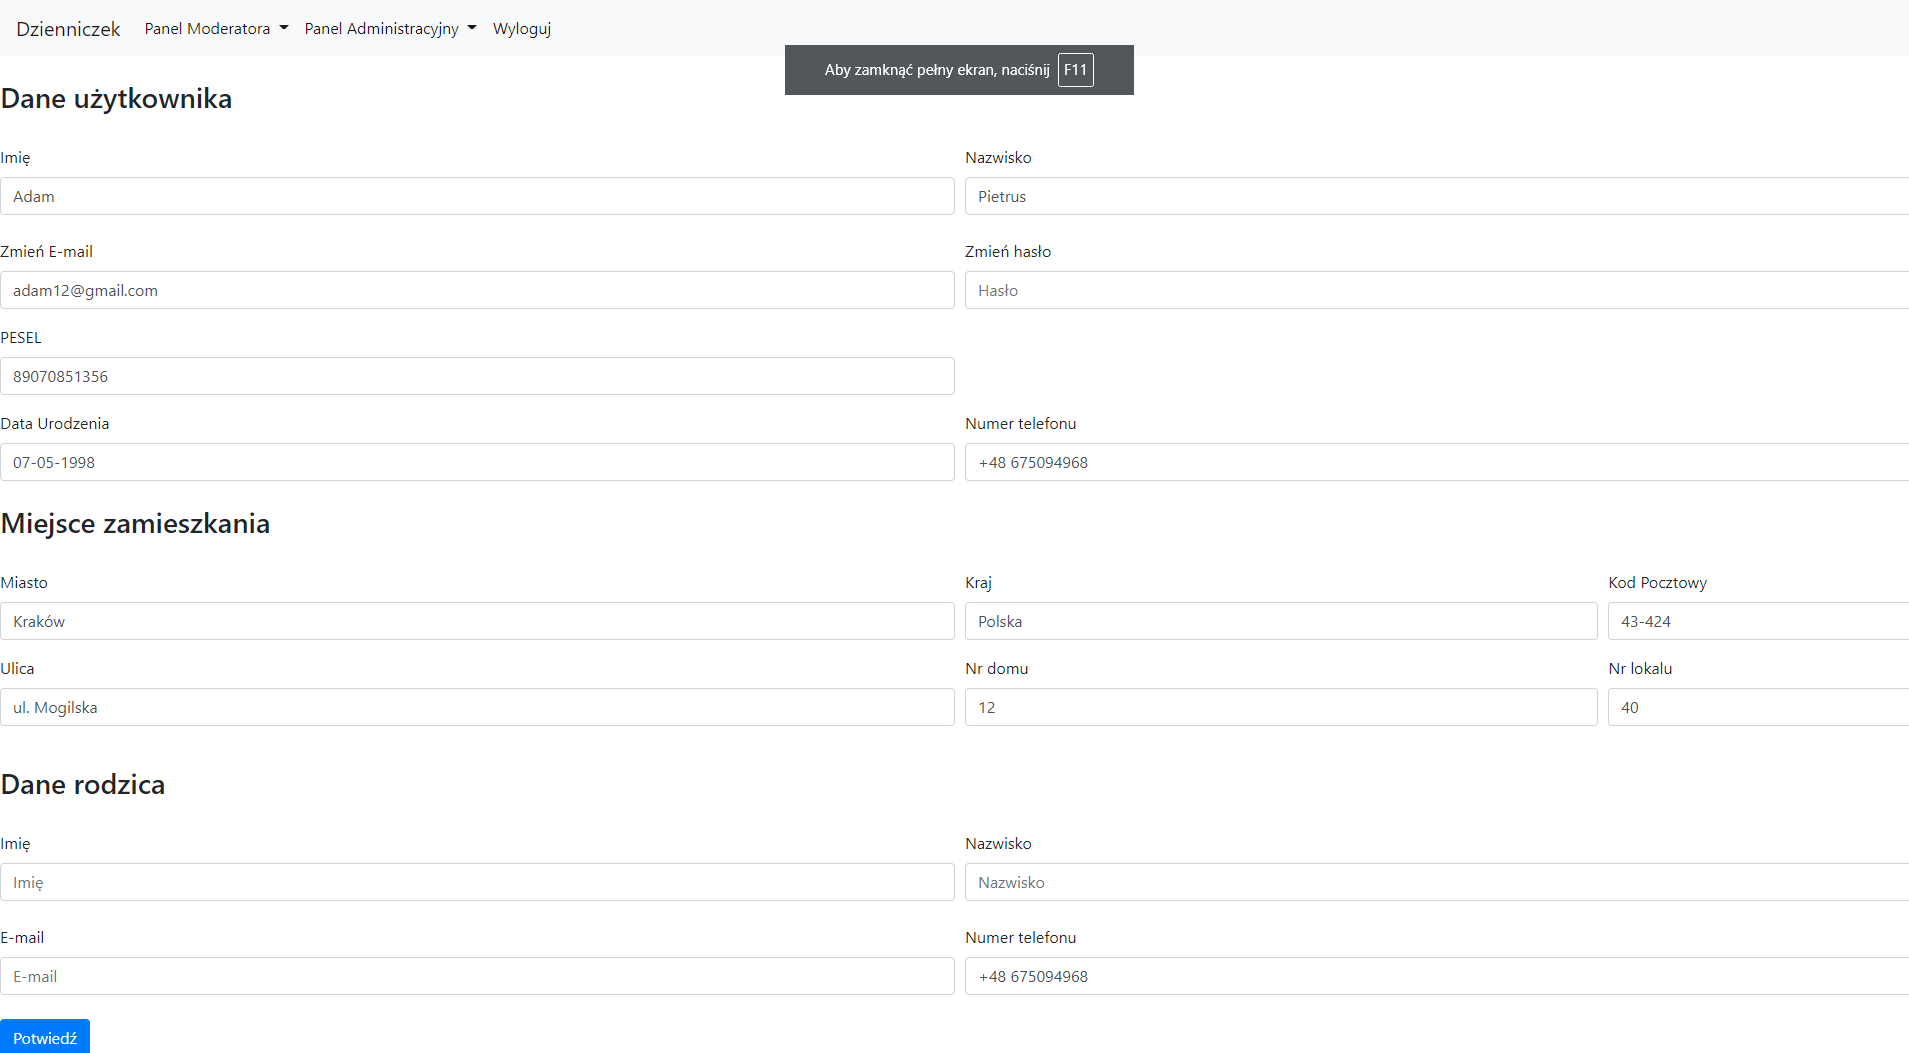 Dzienniczek Panel Moderatora Panel Administracyjny Wyloguj
Aby zamknąć pełny ekran, naciśnij F11
Dane użytkownika
Imię Nazwisko
Adam Pietrus
Zmień E-mail Zmień hasło
adam12@gmail.com Hasło
PESEL
89070851356
Data Urodzenia Numer telefonu
07-05-1998 +48 675094968
Miejsce zamieszkania
Miasto Kraj Kod Pocztowy
Kraków Polska 43-424
Ulica Nr domu Nr lokalu
ul. Mogilska 12 40
Dane rodzica
Imię Nazwisko
Imię Nazwisko
E-mail Numer telefonu
E-mail +48 675094968
Potwiedź